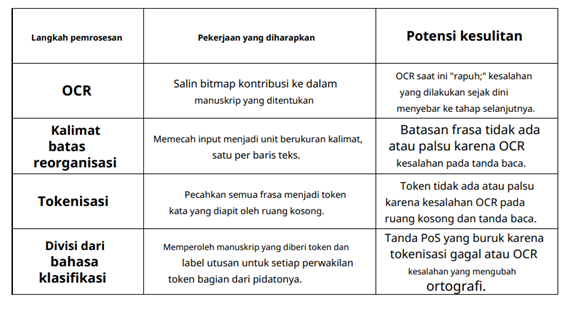 Langkah pemrosesan
Pekerjaan yang diharapkan
Potensi kesulitan
OCR
Salin bitmap kontribusi ke dalam
manuskrip yang ditentukan
OCR saat ini "rapuh;" kesalahan
yang dilakukan sejak dini
menyebar ke tahap selanjutnya.
Kalimat
batas
reorganisasi
Memecah input menjadi unit berukuran kalimat,
satu per baris teks.
Batasan frasa tidak ada
atau palsu karena OCR
kesalahan pada tanda baca.
Tokenisasi
Pecahkan semua frasa menjadi token
kata yang diapit oleh ruang kosong.
Token tidak ada atau palsu
karena kesalahan OCR pada
ruang kosong dan tanda baca.
Divisi dari
bahasa
klasifikasi
Memperoleh manuskrip yang diberi token dan
label utusan untuk setiap perwakilan
token bagian dari pidatonya.
Tanda PoS yang buruk karena
tokenisasi gagal atau OCR
kesalahan yang mengubah
ortografi.